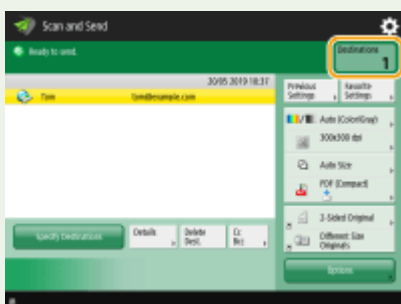 Scan and Send
Ready to send.
Destinations
1
20/05 2019 18:37
Tom
tom@example.com
Previous Settings
Favorite Settings
Auto (Color/Gray)
300x300 dpi
Auto Size
PDF (Compact)
2-Sided Original
Different Size Originals
Specify Destinations
Details
Delete Dest.
Cc Bcc
Options